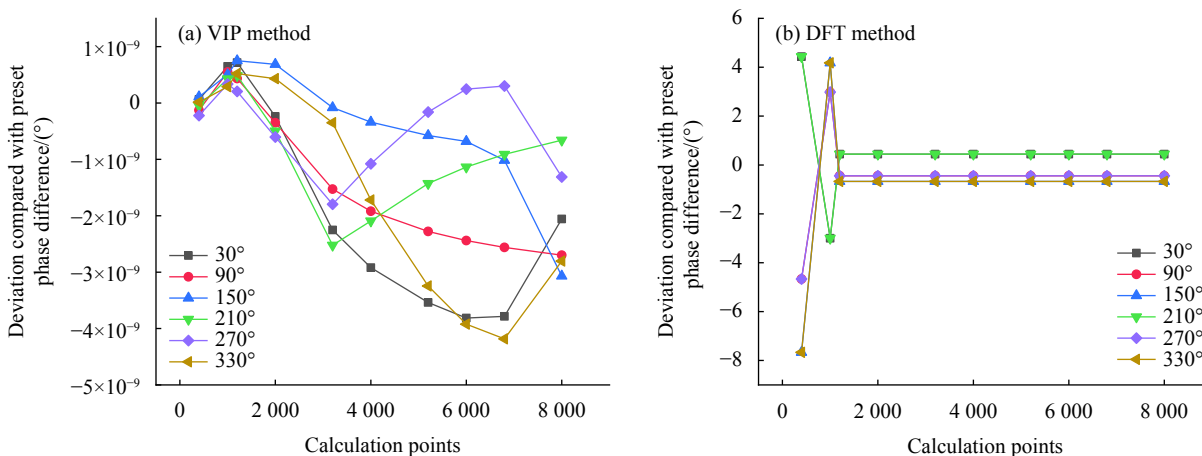 (a) VIP method
Deviation compared with preset
phase difference/(°)
1×10⁻⁹
0
−1×10⁻⁹
−2×10⁻⁹
−3×10⁻⁹
−4×10⁻⁹
−5×10⁻⁹
30°
90°
150°
210°
270°
330°
0 2 000 4 000 6 000 8 000
Calculation points
(b) DFT method
Deviation compared with preset
phase difference/(°)
6
4
2
0
−2
−4
−6
−8
30°
90°
150°
210°
270°
330°
0 2 000 4 000 6 000 8 000
Calculation points